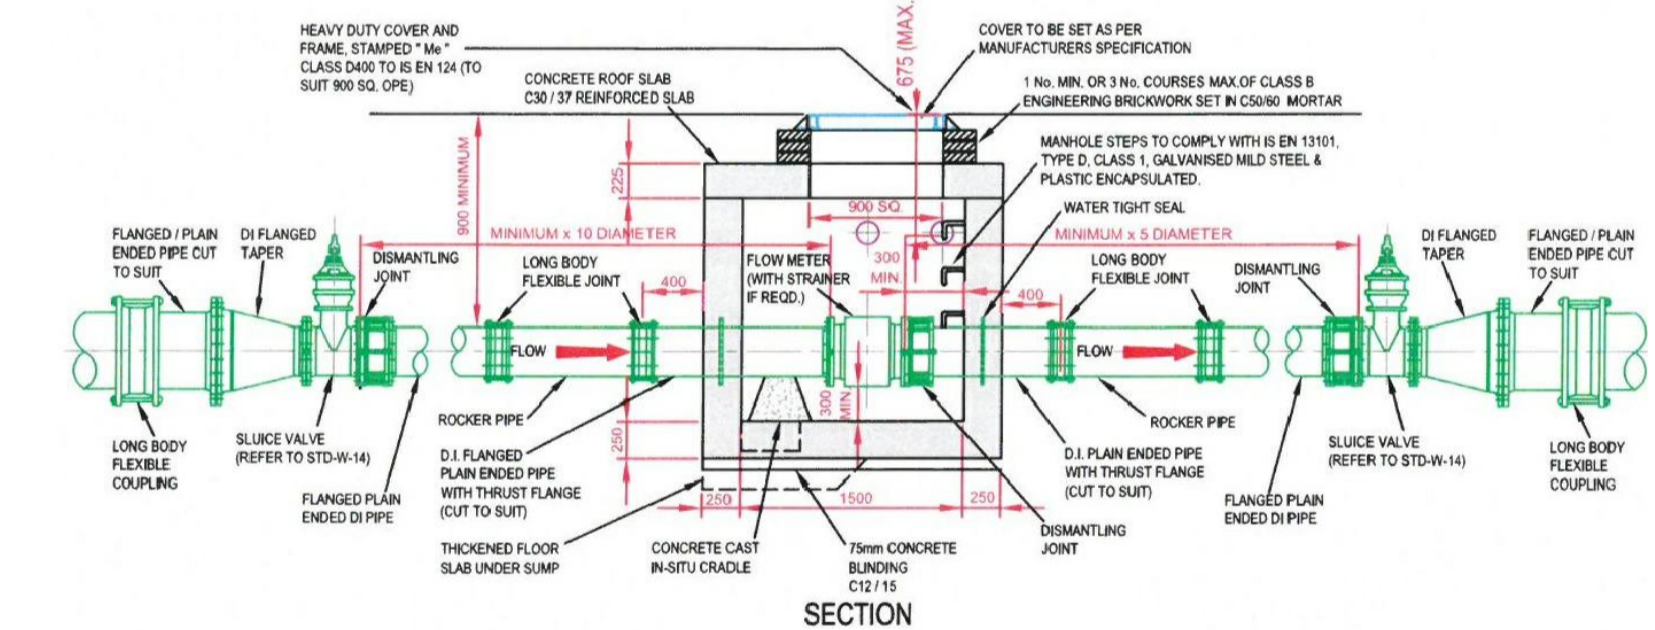 HEAVY DUTY COVER AND
FRAME, STAMPED " Me "
CLASS D400 TO IS EN 124 (TO
SUIT 900 SQ. OPE)
CONCRETE ROOF SLAB
C30 / 37 REINFORCED SLAB
675 (MAX.
COVER TO BE SET AS PER
MANUFACTURERS SPECIFICATION
1 No. MIN. OR 3 No. COURSES MAX.OF CLASS B
ENGINEERING BRICKWORK SET IN C50/60 MORTAR
MANHOLE STEPS TO COMPLY WITH IS EN 13101,
TYPE D, CLASS 1, GALVANISED MILD STEEL &
PLASTIC ENCAPSULATED.
WATER TIGHT SEAL
900 MINIMUM
225
900 SQ.
FLANGED / PLAIN
ENDED PIPE CUT
TO SUIT
DI FLANGED
TAPER
MINIMUM x 10 DIAMETER
DISMANTLING
JOINT
LONG BODY
FLEXIBLE JOINT
400
FLOW METER
(WITH STRAINER
IF REQD.)
300
MIN.
MINIMUM x 5 DIAMETER
400
LONG BODY
FLEXIBLE JOINT
DISMANTLING
JOINT
DI FLANGED
TAPER
FLANGED / PLAIN
ENDED PIPE CUT
TO SUIT
FLOW
FLOW
300
MIN
250
LONG BODY
FLEXIBLE
COUPLING
SLUICE VALVE
(REFER TO STD-W-14)
FLANGED PLAIN
ENDED DI PIPE
ROCKER PIPE
D.I. FLANGED
PLAIN ENDED PIPE
WITH THRUST FLANGE
(CUT TO SUIT)
THICKENED FLOOR
SLAB UNDER SUMP
250
1500
250
CONCRETE CAST
IN-SITU CRADLE
75mm CONCRETE
BLINDING
C12 / 15
DISMANTLING
JOINT
ROCKER PIPE
D.I. PLAIN ENDED PIPE
WITH THRUST FLANGE
(CUT TO SUIT)
FLANGED PLAIN
ENDED DI PIPE
SLUICE VALVE
(REFER TO STD-W-14)
LONG BODY
FLEXIBLE
COUPLING
SECTION